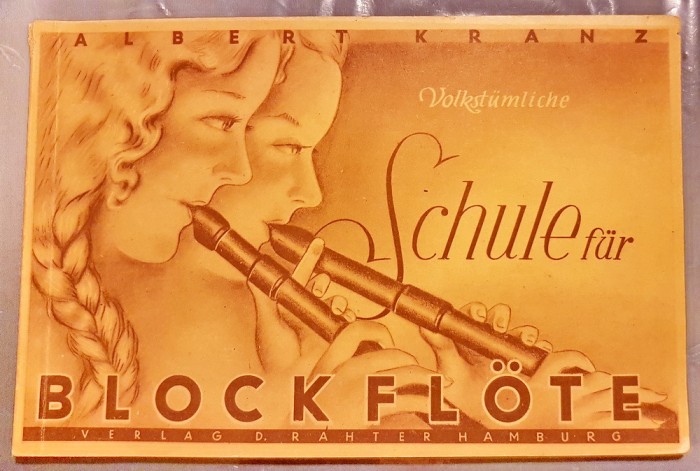 ALBERT KRANZ
Volkstümliche
Schule für
BLOCKFLÖTE
VERLAG D. RAHTER HAMBURG